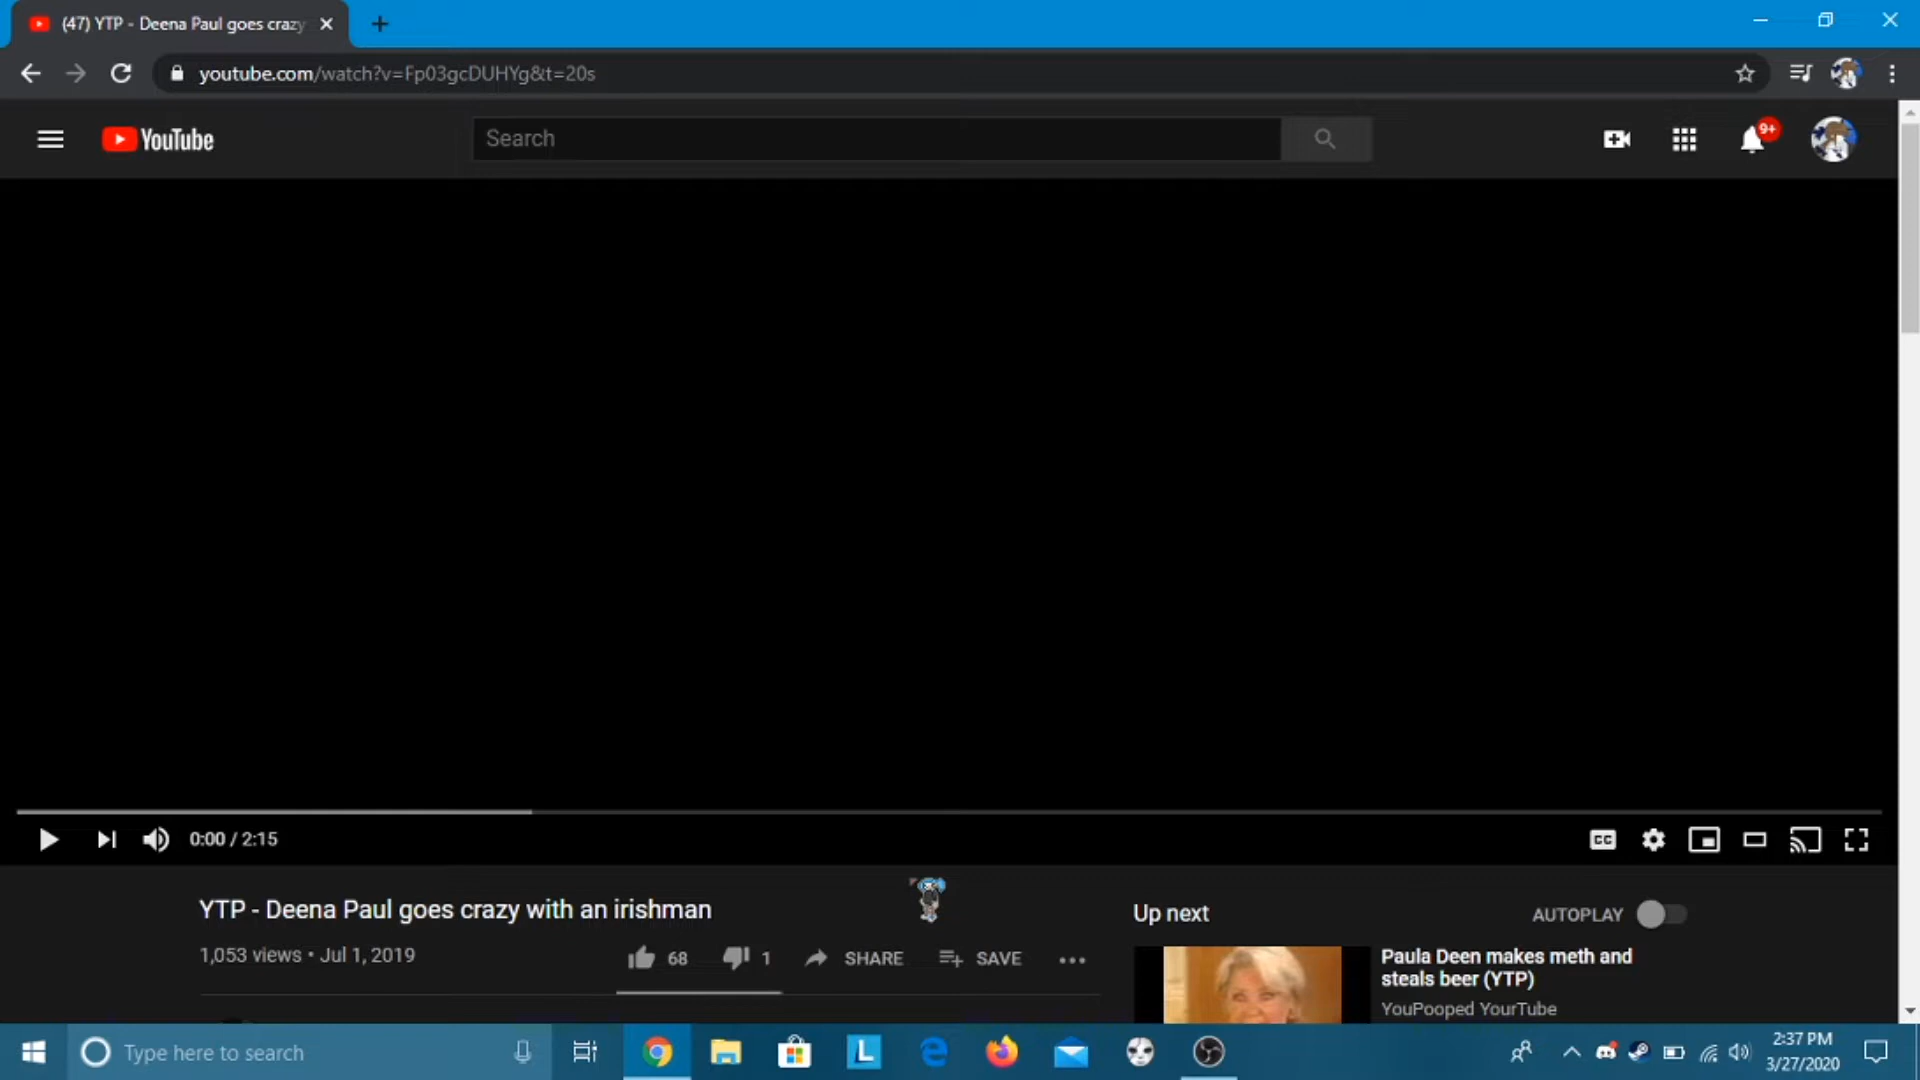 (47) YTP - Deena Paul goes crazy
youtube.com/watch?v=Fp03gcDUHYg&t=20s
YouTube
Search
9+
0:00 / 2:15
CC
YTP - Deena Paul goes crazy with an irishman
1,053 views • Jul 1, 2019
68
1
SHARE
SAVE
Up next
AUTOPLAY
Paula Deen makes meth and
steals beer (YTP)
YouPooped YourTube
Type here to search
L
2:37 PM
3/27/2020